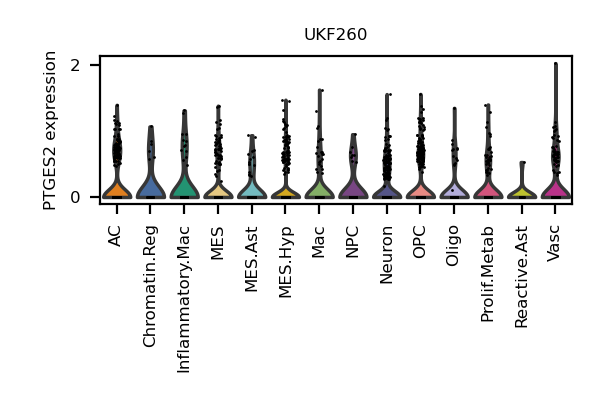 UKF260
PTGES2 expression
2
0
AC
Chromatin.Reg
Inflammatory.Mac
MES
MES.Ast
MES.Hyp
Mac
NPC
Neuron
OPC
Oligo
Prolif.Metab
Reactive.Ast
Vasc